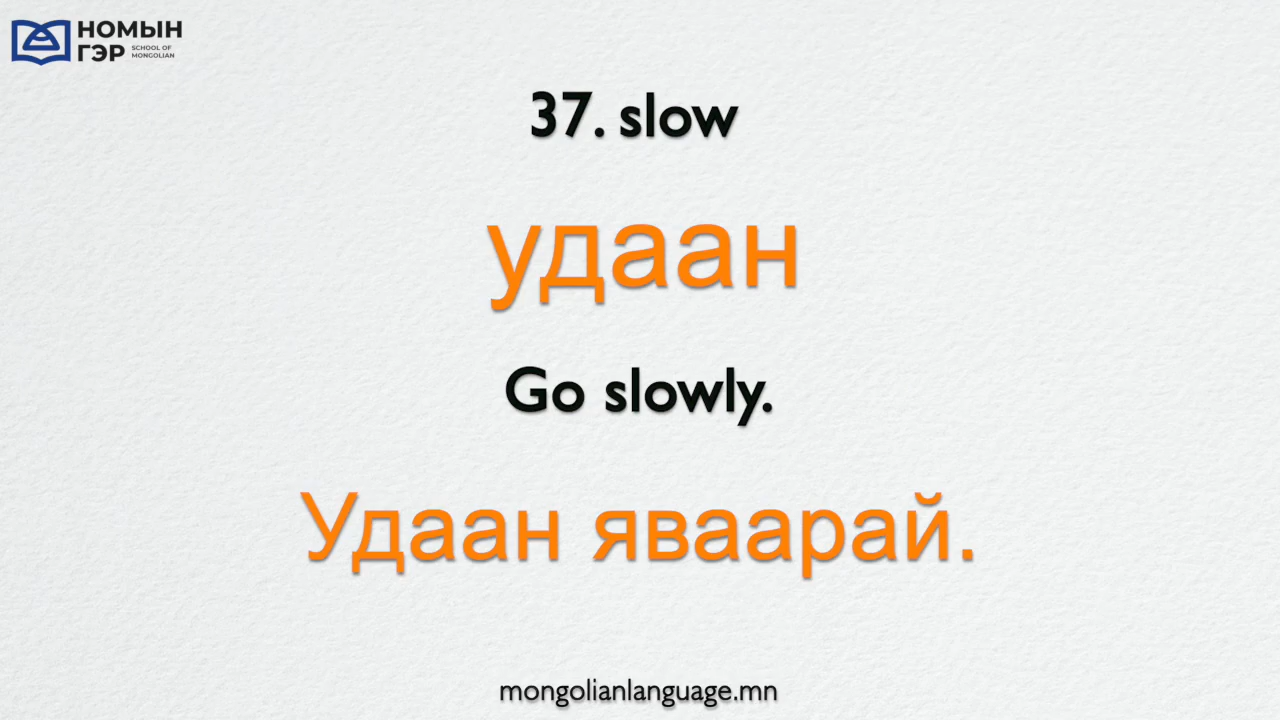 НОМЫН
ГЭР SCHOOL OF
MONGOLIAN
37. slow
удаан
Go slowly.
Удаан яваарай.
mongolianlanguage.mn